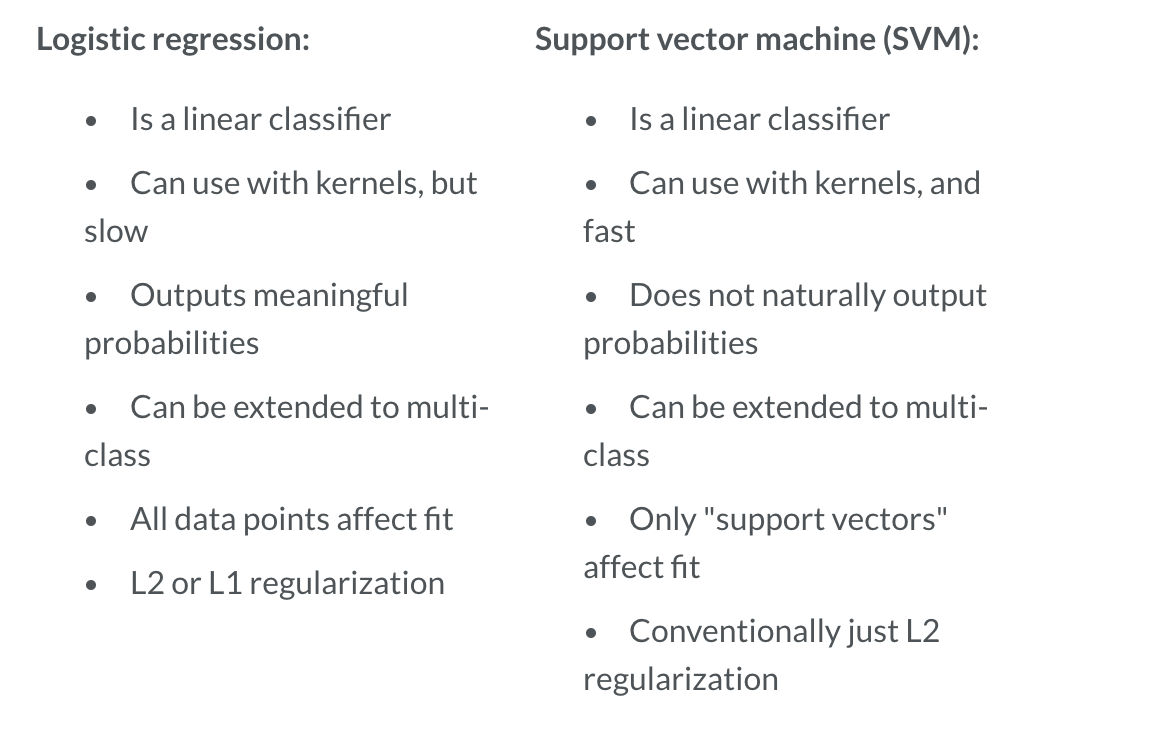 Logistic regression:
• Is a linear classifier
• Can use with kernels, but
slow
• Outputs meaningful
probabilities
• Can be extended to multi-
class
• All data points affect fit
• L2 or L1 regularization
Support vector machine (SVM):
• Is a linear classifier
• Can use with kernels, and
fast
• Does not naturally output
probabilities
• Can be extended to multi-
class
• Only "support vectors"
affect fit
• Conventionally just L2
regularization